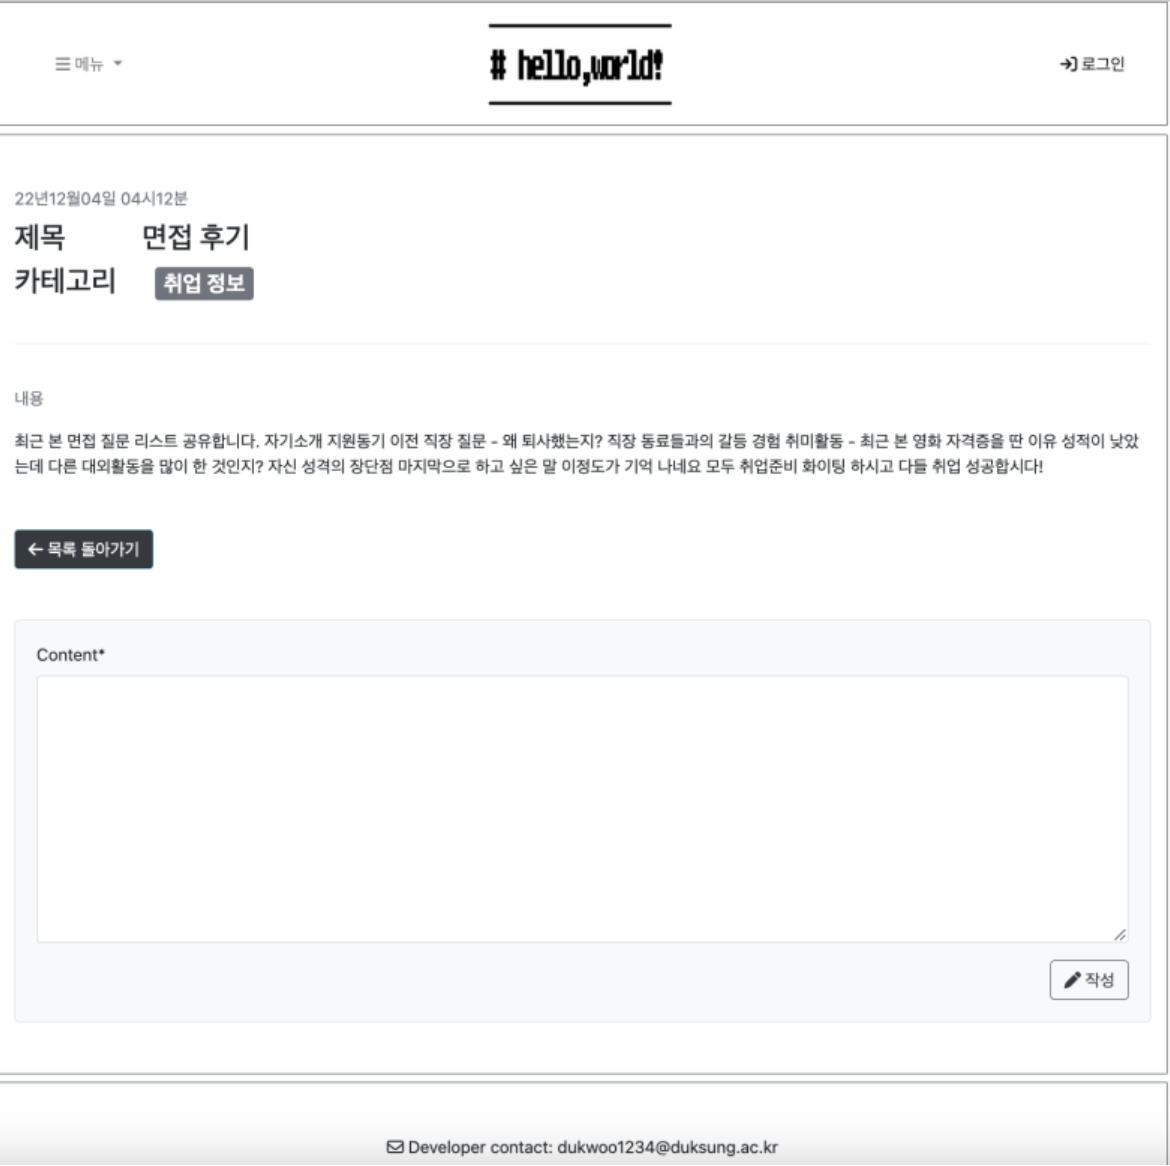 메뉴
# hello,world!
로그인
22년12월04일 04시12분
제목 면접 후기
카테고리 취업 정보
내용
최근 본 면접 질문 리스트 공유합니다. 자기소개 지원동기 이전 직장 질문 - 왜 퇴사했는지? 직장 동료들과의 갈등 경험 취미활동 - 최근 본 영화 자격증을 딴 이유 성적이 낮았
는데 다른 대외활동을 많이 한 것인지? 자신 성격의 장단점 마지막으로 하고 싶은 말 이정도가 기억 나네요 모두 취업준비 화이팅 하시고 다들 취업 성공합시다!
목록 돌아가기
Content*
작성
Developer contact: dukwoo1234@duksung.ac.kr